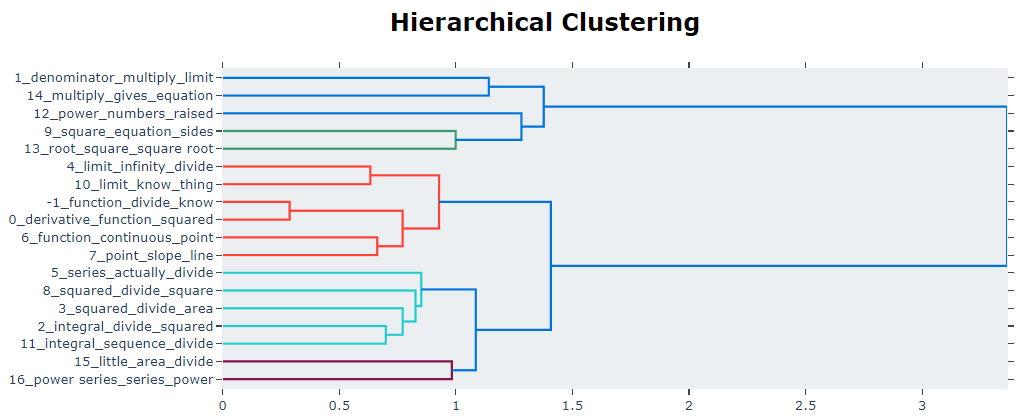 Hierarchical Clustering
1_denominator_multiply_limit
14_multiply_gives_equation
12_power_numbers_raised
9_square_equation_sides
13_root_square_square root
4_limit_infinity_divide
10_limit_know_thing
-1_function_divide_know
0_derivative_function_squared
6_function_continuous_point
7_point_slope_line
5_series_actually_divide
8_squared_divide_square
3_squared_divide_area
2_integral_divide_squared
11_integral_sequence_divide
15_little_area_divide
16_power series_series_power
0 0.5 1 1.5 2 2.5 3